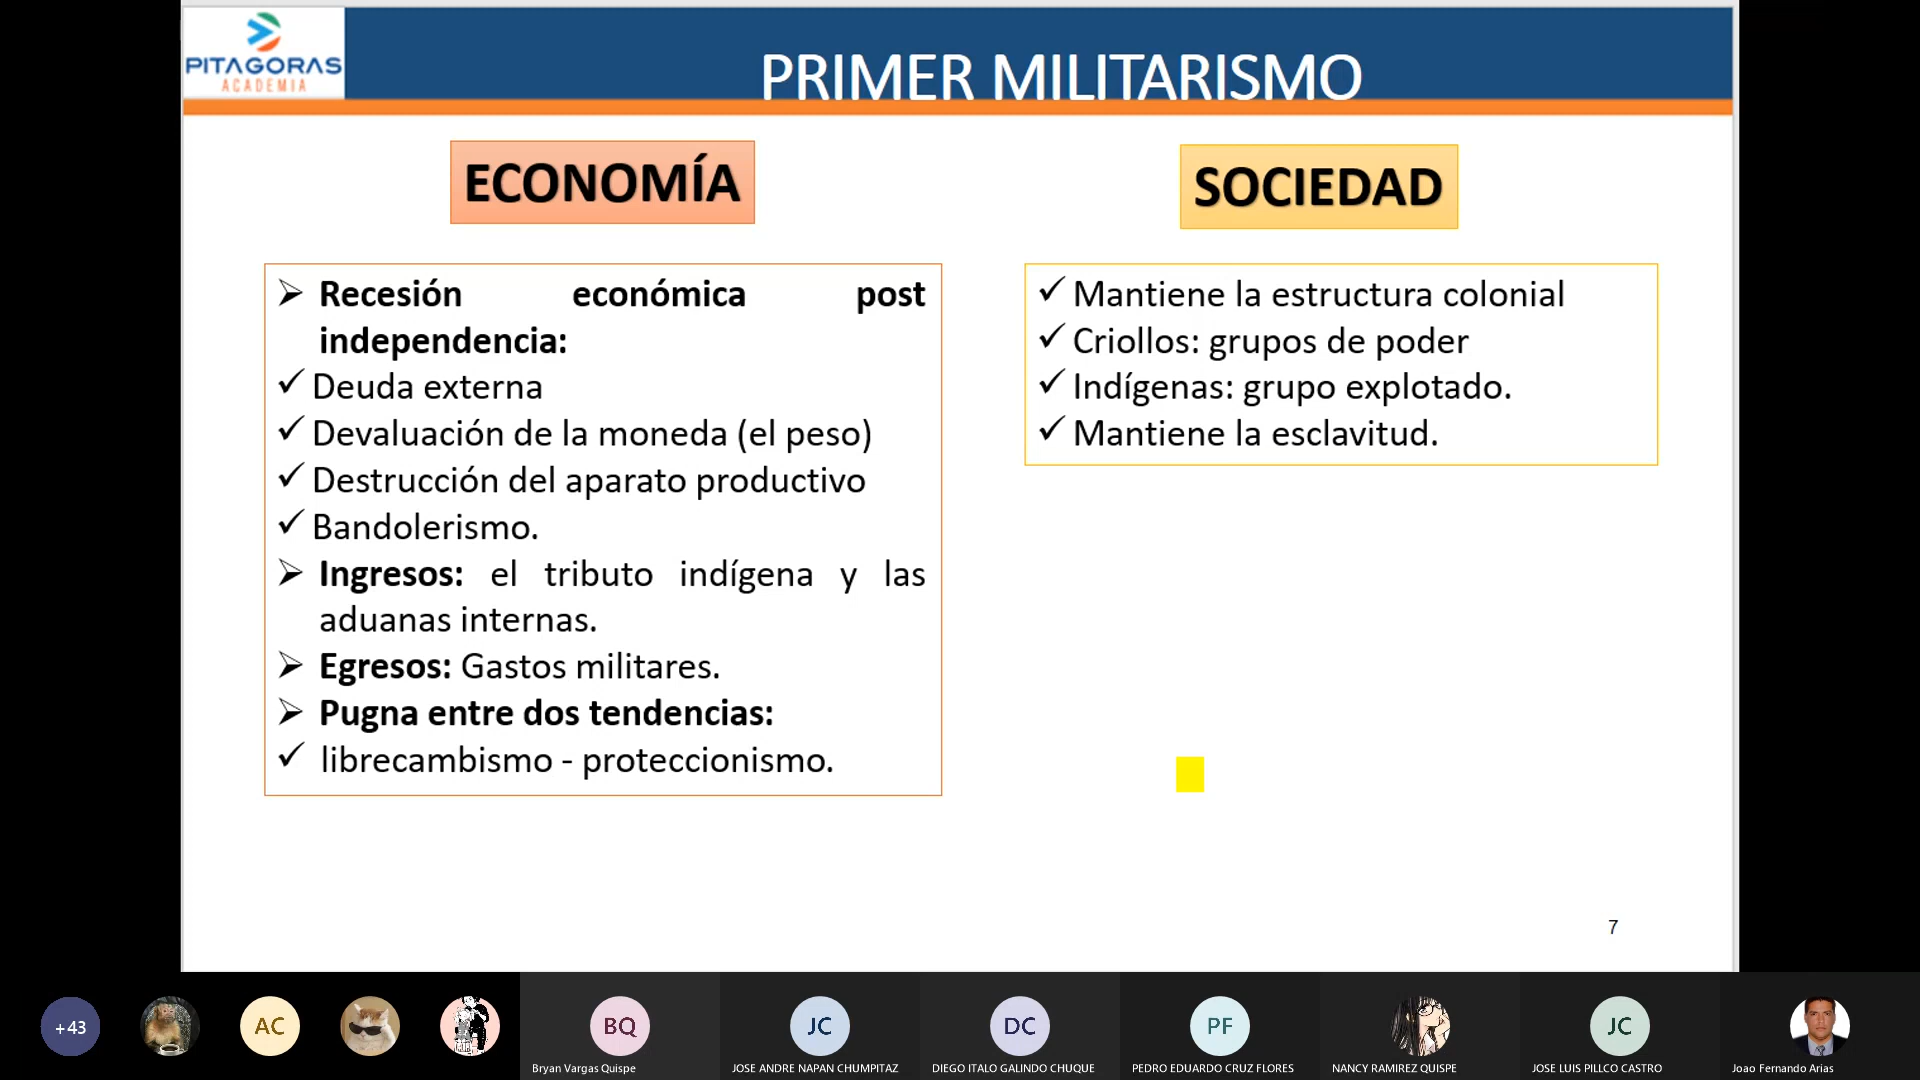 PITAGORAS
ACADEMIA
PRIMER MILITARISMO
ECONOMÍA
Recesión económica post
independencia:
Deuda externa
Devaluación de la moneda (el peso)
Destrucción del aparato productivo
Bandolerismo.
Ingresos: el tributo indígena y las
aduanas internas.
Egresos: Gastos militares.
Pugna entre dos tendencias:
librecambismo - proteccionismo.
SOCIEDAD
Mantiene la estructura colonial
Criollos: grupos de poder
Indígenas: grupo explotado.
Mantiene la esclavitud.
7
+43
AC
BQ
Bryan Vargas Quispe
JC
JOSE ANDRE NAPAN CHUMPITAZ
DC
DIEGO ITALO GALINDO CHUQUE
PF
PEDRO EDUARDO CRUZ FLORES
NANCY RAMIREZ QUISPE
JC
JOSE LUIS PILLCO CASTRO
Joao Fernando Arias